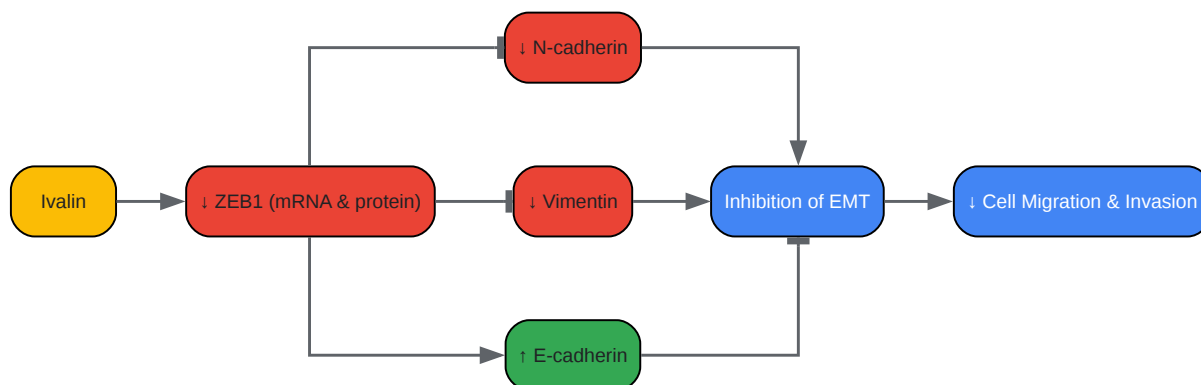 ↓ N-cadherin
Ivalin
↓ ZEB1 (mRNA & protein)
↓ Vimentin
Inhibition of EMT
↓ Cell Migration & Invasion
↑ E-cadherin